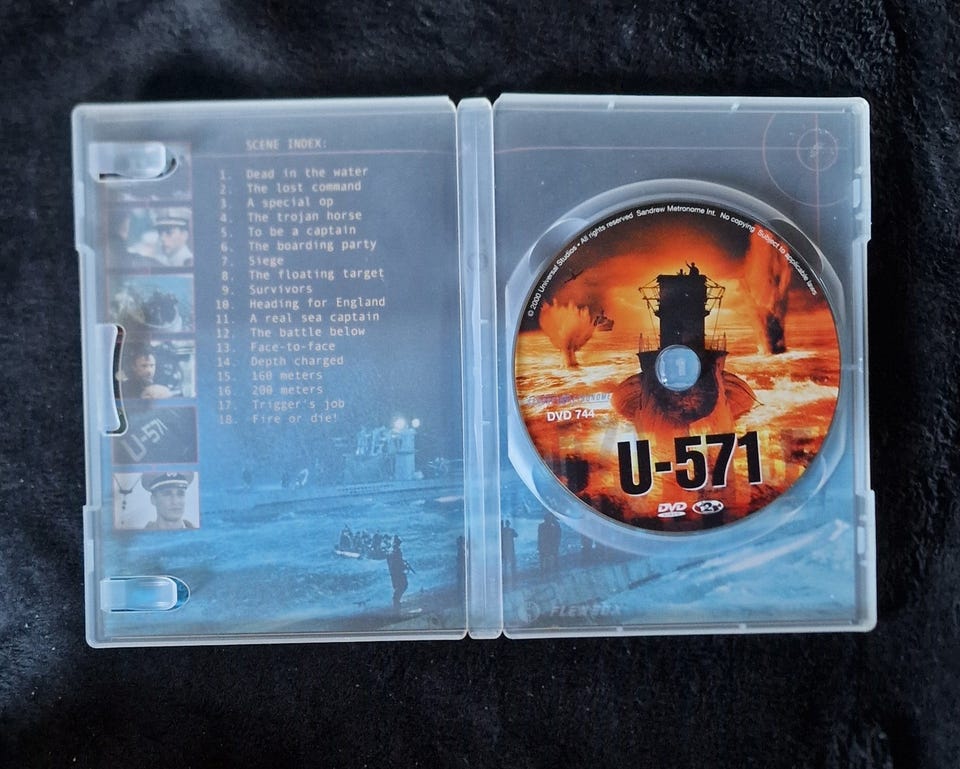 SCENE INDEX:
1. Dead in the water
2. The lost command
3. A special op
4. The trojan horse
5. To be a captain
6. The boarding party
7. Siege
8. The floating target
9. Survivors
10. Heading for England
11. A real sea captain
12. The battle below
13. Face-to-face
14. Depth charged
15. 160 meters
16. 200 meters
17. Trigger's job
18. Fire or die!
U-571
© 2000 Universal Studios • All rights reserved Sandrew Metronome Int. No copying. Subject to applicable laws
DVD 744
U-571
DVD
2
FLEXBOX